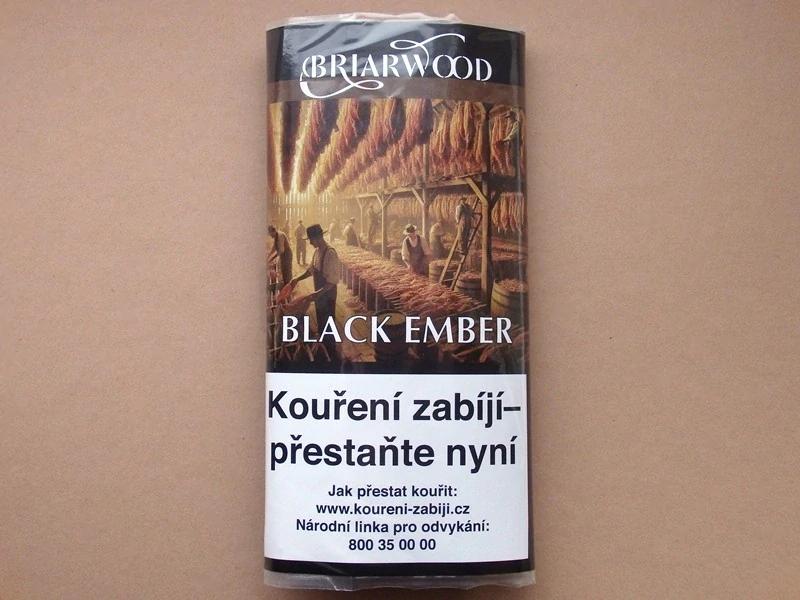 BRIARWOOD
BLACK EMBER
Kouření zabíjí–
přestaňte nyní
Jak přestat kouřit:
www.koureni-zabiji.cz
Národní linka pro odvykání:
800 35 00 00